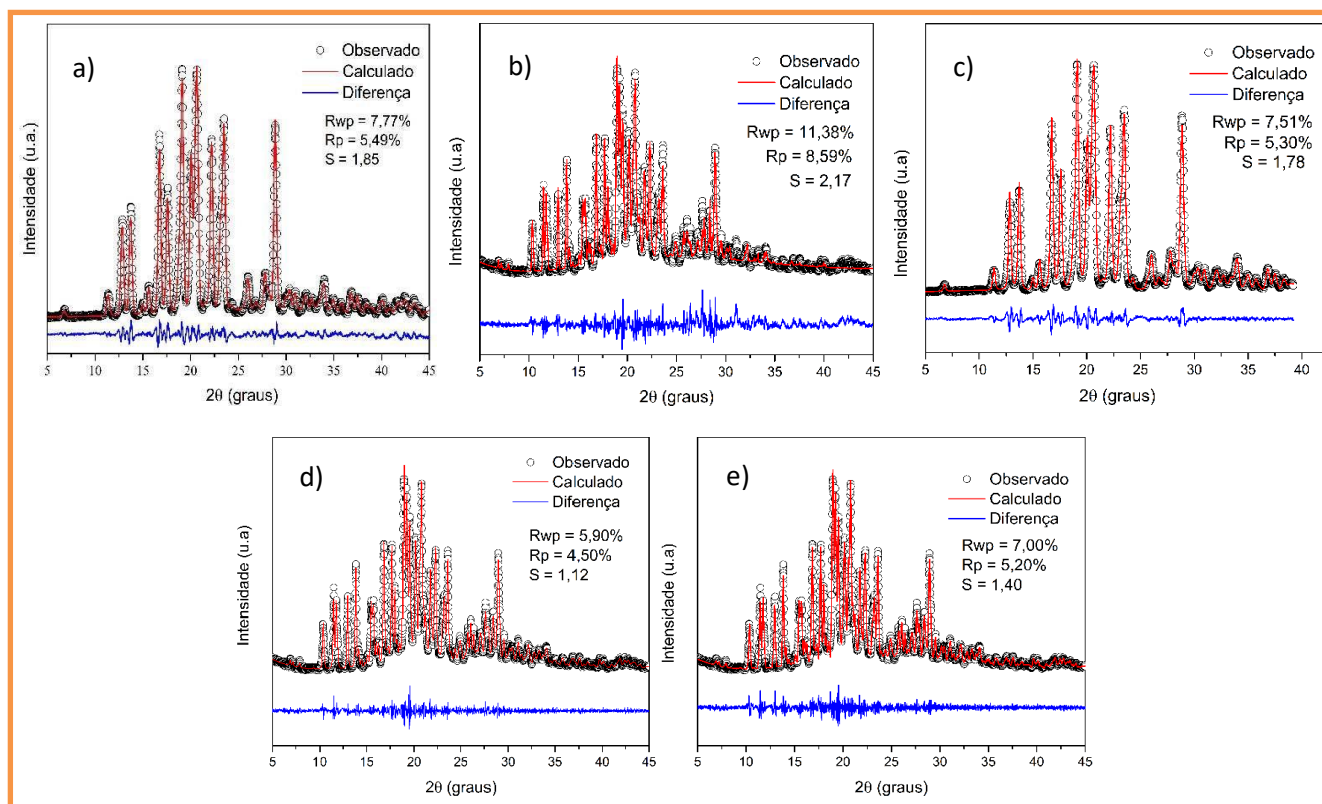 a)
Observado
Calculado
Diferença
Rwp = 7,77%
Rp = 5,49%
S = 1,85
Intensidade (u.a.)
5 10 15 20 25 30 35 40 45
2θ (graus)
b)
Observado
Calculado
Diferença
Rwp = 11,38%
Rp = 8,59%
S = 2,17
Intensidade (u.a)
5 10 15 20 25 30 35 40 45
2θ (graus)
c)
Observado
Calculado
Diferença
Rwp = 7,51%
Rp = 5,30%
S = 1,78
Intensidade (u.a.)
5 10 15 20 25 30 35 40
2θ (graus)
d)
Observado
Calculado
Diferença
Rwp = 5,90%
Rp = 4,50%
S = 1,12
Intensidade (u.a)
5 10 15 20 25 30 35 40 45
2θ (graus)
e)
Observado
Calculado
Diferença
Rwp = 7,00%
Rp = 5,20%
S = 1,40
Intensidade (u.a)
5 10 15 20 25 30 35 40 45
2θ (graus)